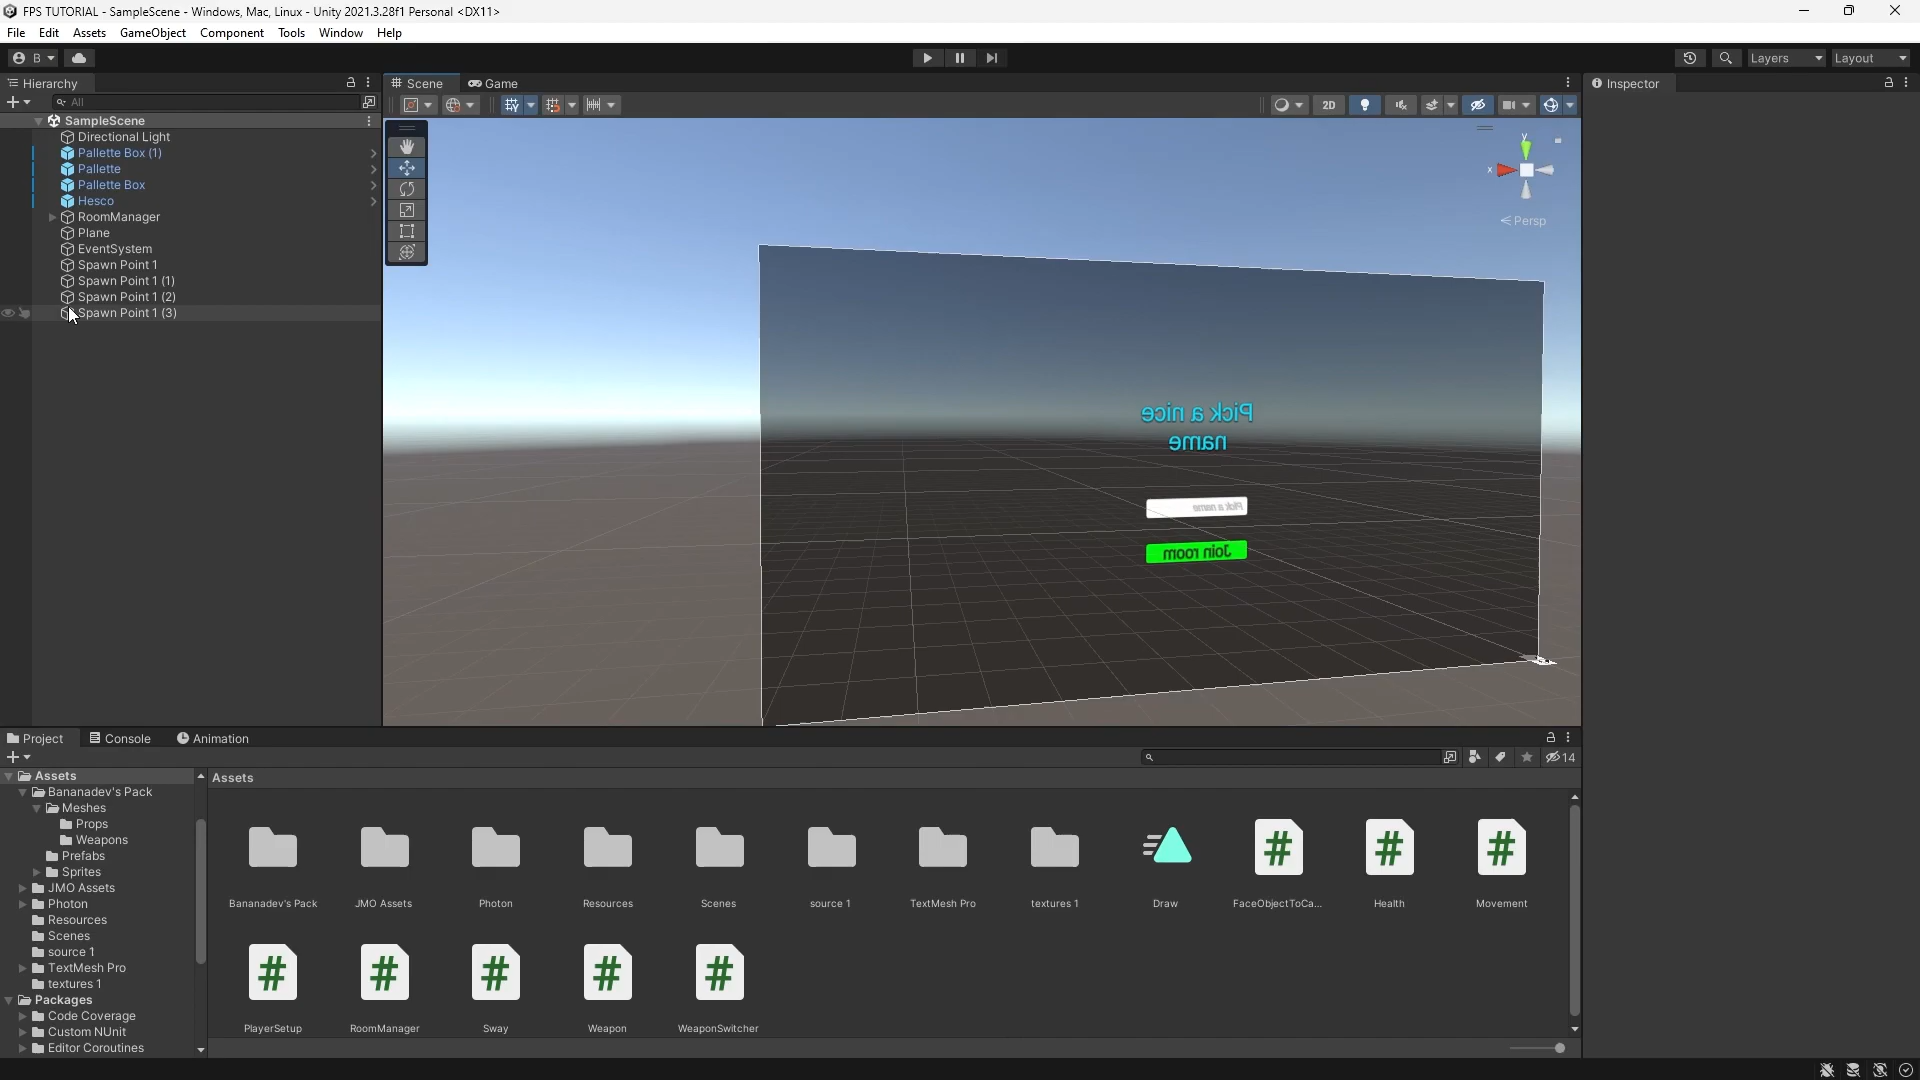 FPS TUTORIAL - SampleScene - Windows, Mac, Linux - Unity 2021.3.28f1 Personal <DX11>
File Edit Assets GameObject Component Tools Window Help
B Layers Layout
Hierarchy
All
SampleScene
Directional Light
Pallette Box (1)
Pallette
Pallette Box
Hesco
RoomManager
Plane
EventSystem
Spawn Point 1
Spawn Point 1 (1)
Spawn Point 1 (2)
Spawn Point 1 (3)
Scene Game
2D
y
x
Persp
Pick a nice
name
Pick a name
Join room
Inspector
Project Console Animation
14
Assets
Bananadev's Pack
Meshes
Props
Weapons
Prefabs
Sprites
JMO Assets
Photon
Resources
Scenes
source 1
TextMesh Pro
textures 1
Packages
Code Coverage
Custom NUnit
Editor Coroutines
Assets
Bananadev's Pack JMO Assets Photon Resources Scenes source 1 TextMesh Pro textures 1 Draw FaceObjectToCa... Health Movement
PlayerSetup RoomManager Sway Weapon WeaponSwitcher